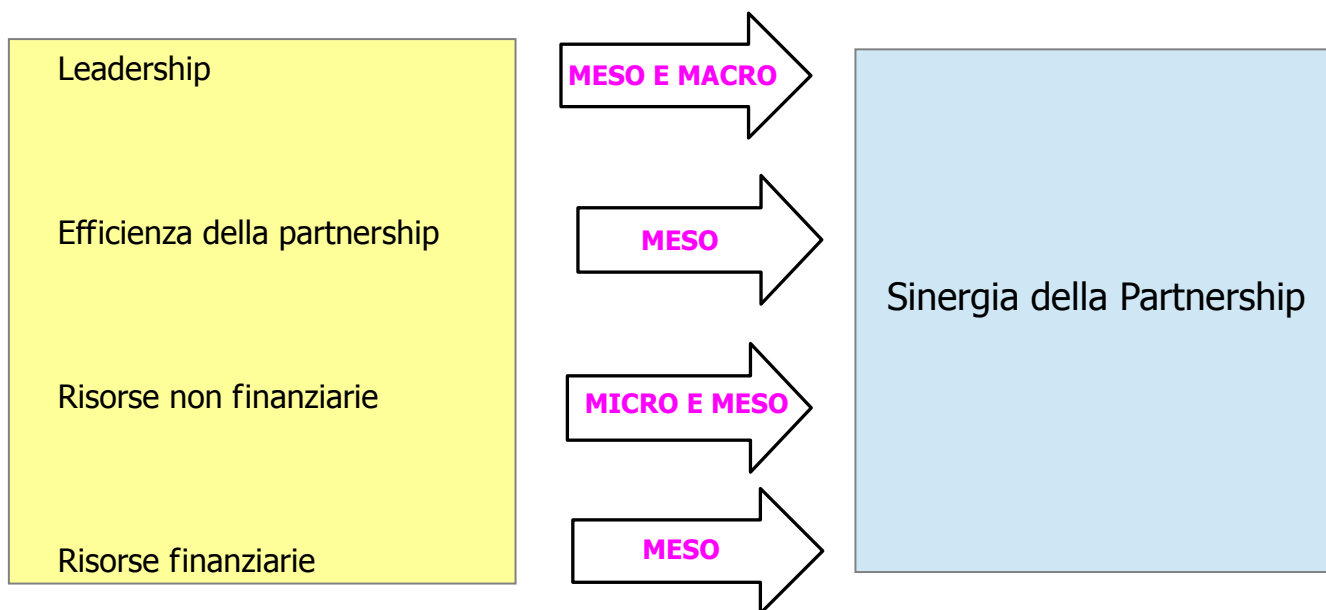 Leadership
MESO E MACRO
Efficienza della partnership
MESO
Sinergia della Partnership
Risorse non finanziarie
MICRO E MESO
Risorse finanziarie
MESO